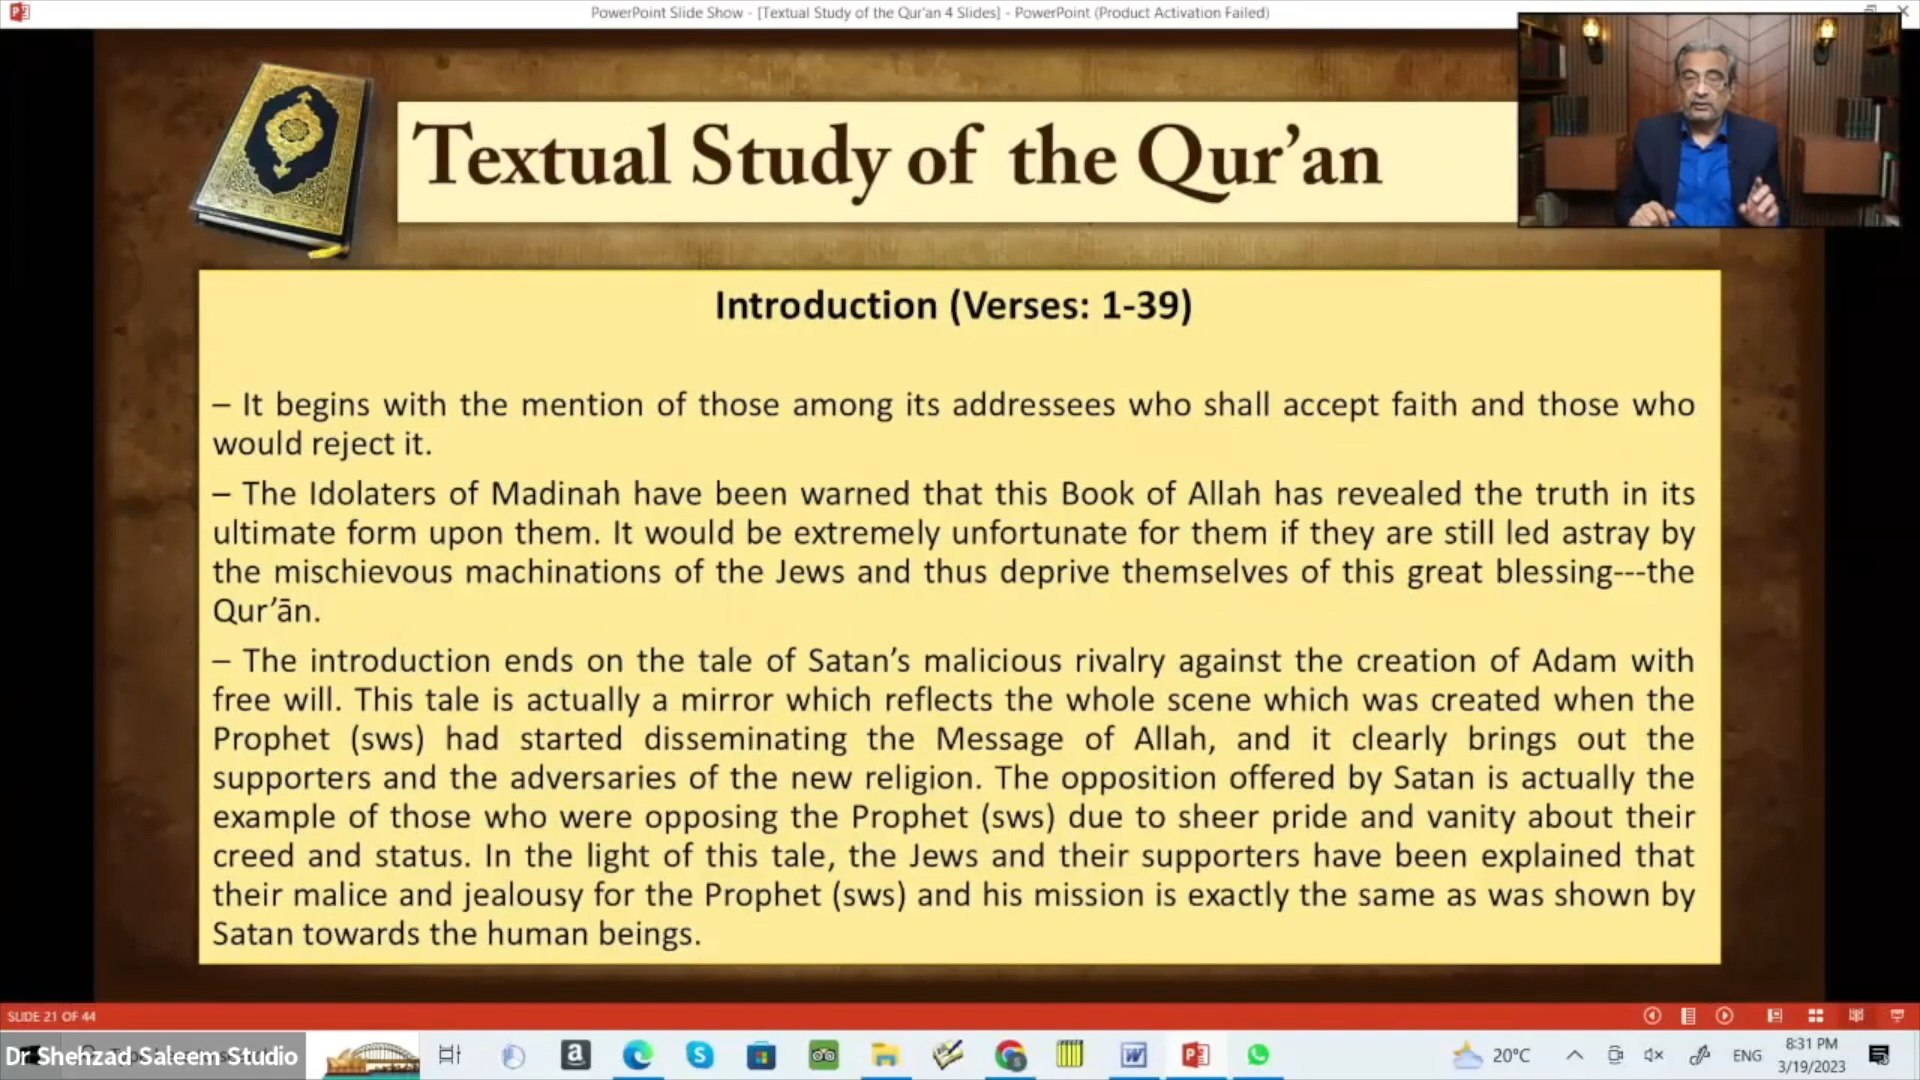 PowerPoint Slide Show - [Textual Study of the Qur'an 4 Slides] - PowerPoint (Product Activation Failed)
Textual Study of the Qur’an
Introduction (Verses: 1-39)
– It begins with the mention of those among its addressees who shall accept faith and those who
would reject it.
– The Idolaters of Madinah have been warned that this Book of Allah has revealed the truth in its
ultimate form upon them. It would be extremely unfortunate for them if they are still led astray by
the mischievous machinations of the Jews and thus deprive themselves of this great blessing---the
Qur’ān.
– The introduction ends on the tale of Satan’s malicious rivalry against the creation of Adam with
free will. This tale is actually a mirror which reflects the whole scene which was created when the
Prophet (sws) had started disseminating the Message of Allah, and it clearly brings out the
supporters and the adversaries of the new religion. The opposition offered by Satan is actually the
example of those who were opposing the Prophet (sws) due to sheer pride and vanity about their
creed and status. In the light of this tale, the Jews and their supporters have been explained that
their malice and jealousy for the Prophet (sws) and his mission is exactly the same as was shown by
Satan towards the human beings.
SLIDE 21 OF 44
Dr Shehzad Saleem Studio
20°C
ENG
8:31 PM
3/19/2023